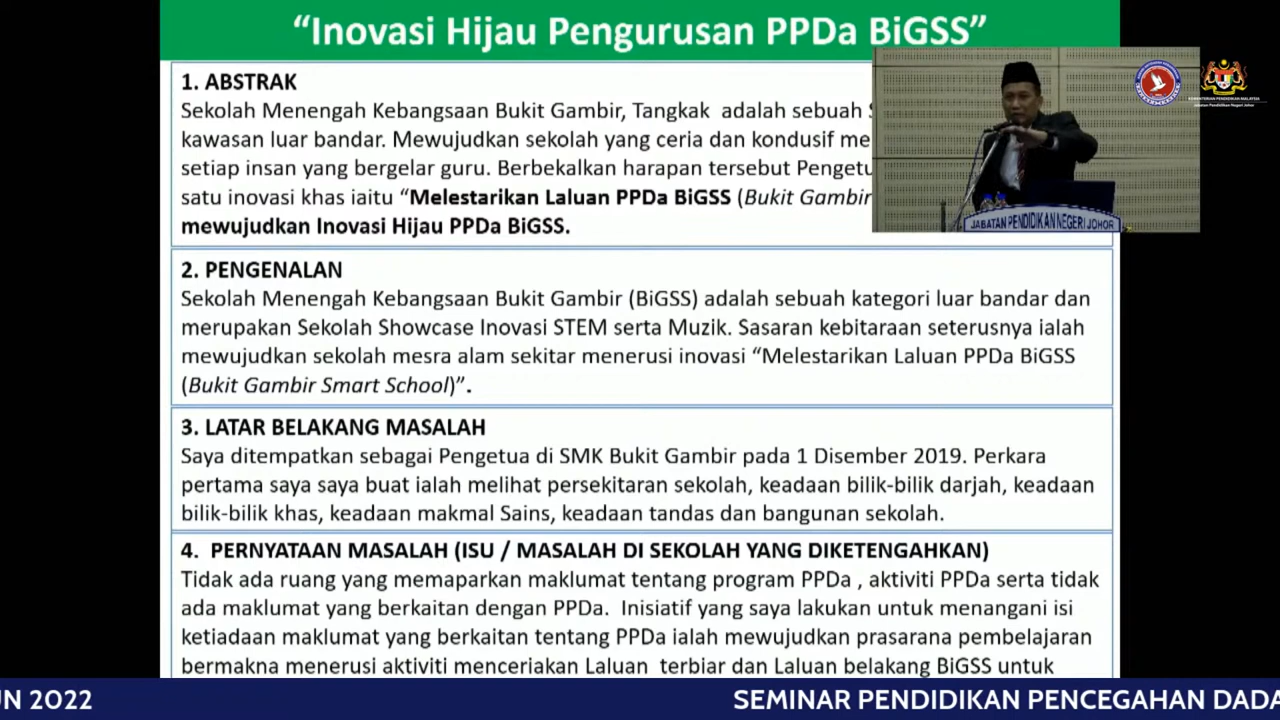 “Inovasi Hijau Pengurusan PPDa BiGSS”
1. ABSTRAK
Sekolah Menengah Kebangsaan Bukit Gambir, Tangkak adalah sebuah
kawasan luar bandar. Mewujudkan sekolah yang ceria dan kondusif
setiap insan yang bergelar guru. Berbekalkan harapan tersebut
satu inovasi khas iaitu “Melestarikan Laluan PPDa BiGSS (Bukit Gambir
mewujudkan Inovasi Hijau PPDa BiGSS.
JABATAN PENDIDIKAN NEGERI JOHOR
KEMENTERIAN PENDIDIKAN MALAYSIA
Jabatan Pendidikan Negeri Johor
2. PENGENALAN
Sekolah Menengah Kebangsaan Bukit Gambir (BiGSS) adalah sebuah kategori luar bandar dan
merupakan Sekolah Showcase Inovasi STEM serta Muzik. Sasaran kebitaraan seterusnya ialah
mewujudkan sekolah mesra alam sekitar menerusi inovasi “Melestarikan Laluan PPDa BiGSS
(Bukit Gambir Smart School)”.
3. LATAR BELAKANG MASALAH
Saya ditempatkan sebagai Pengetua di SMK Bukit Gambir pada 1 Disember 2019. Perkara
pertama saya saya buat ialah melihat persekitaran sekolah, keadaan bilik-bilik darjah, keadaan
bilik-bilik khas, keadaan makmal Sains, keadaan tandas dan bangunan sekolah.
4. PERNYATAAN MASALAH (ISU / MASALAH DI SEKOLAH YANG DIKETENGAHKAN)
Tidak ada ruang yang memaparkan maklumat tentang program PPDa , aktiviti PPDa serta tidak
ada maklumat yang berkaitan dengan PPDa. Inisiatif yang saya lakukan untuk menangani isi
ketiadaan maklumat yang berkaitan tentang PPDa ialah mewujudkan prasarana pembelajaran
bermakna menerusi aktiviti menceriakan Laluan terbiar dan Laluan belakang BiGSS untuk
UN 2022
SEMINAR PENDIDIKAN PENCEGAHAN DADA